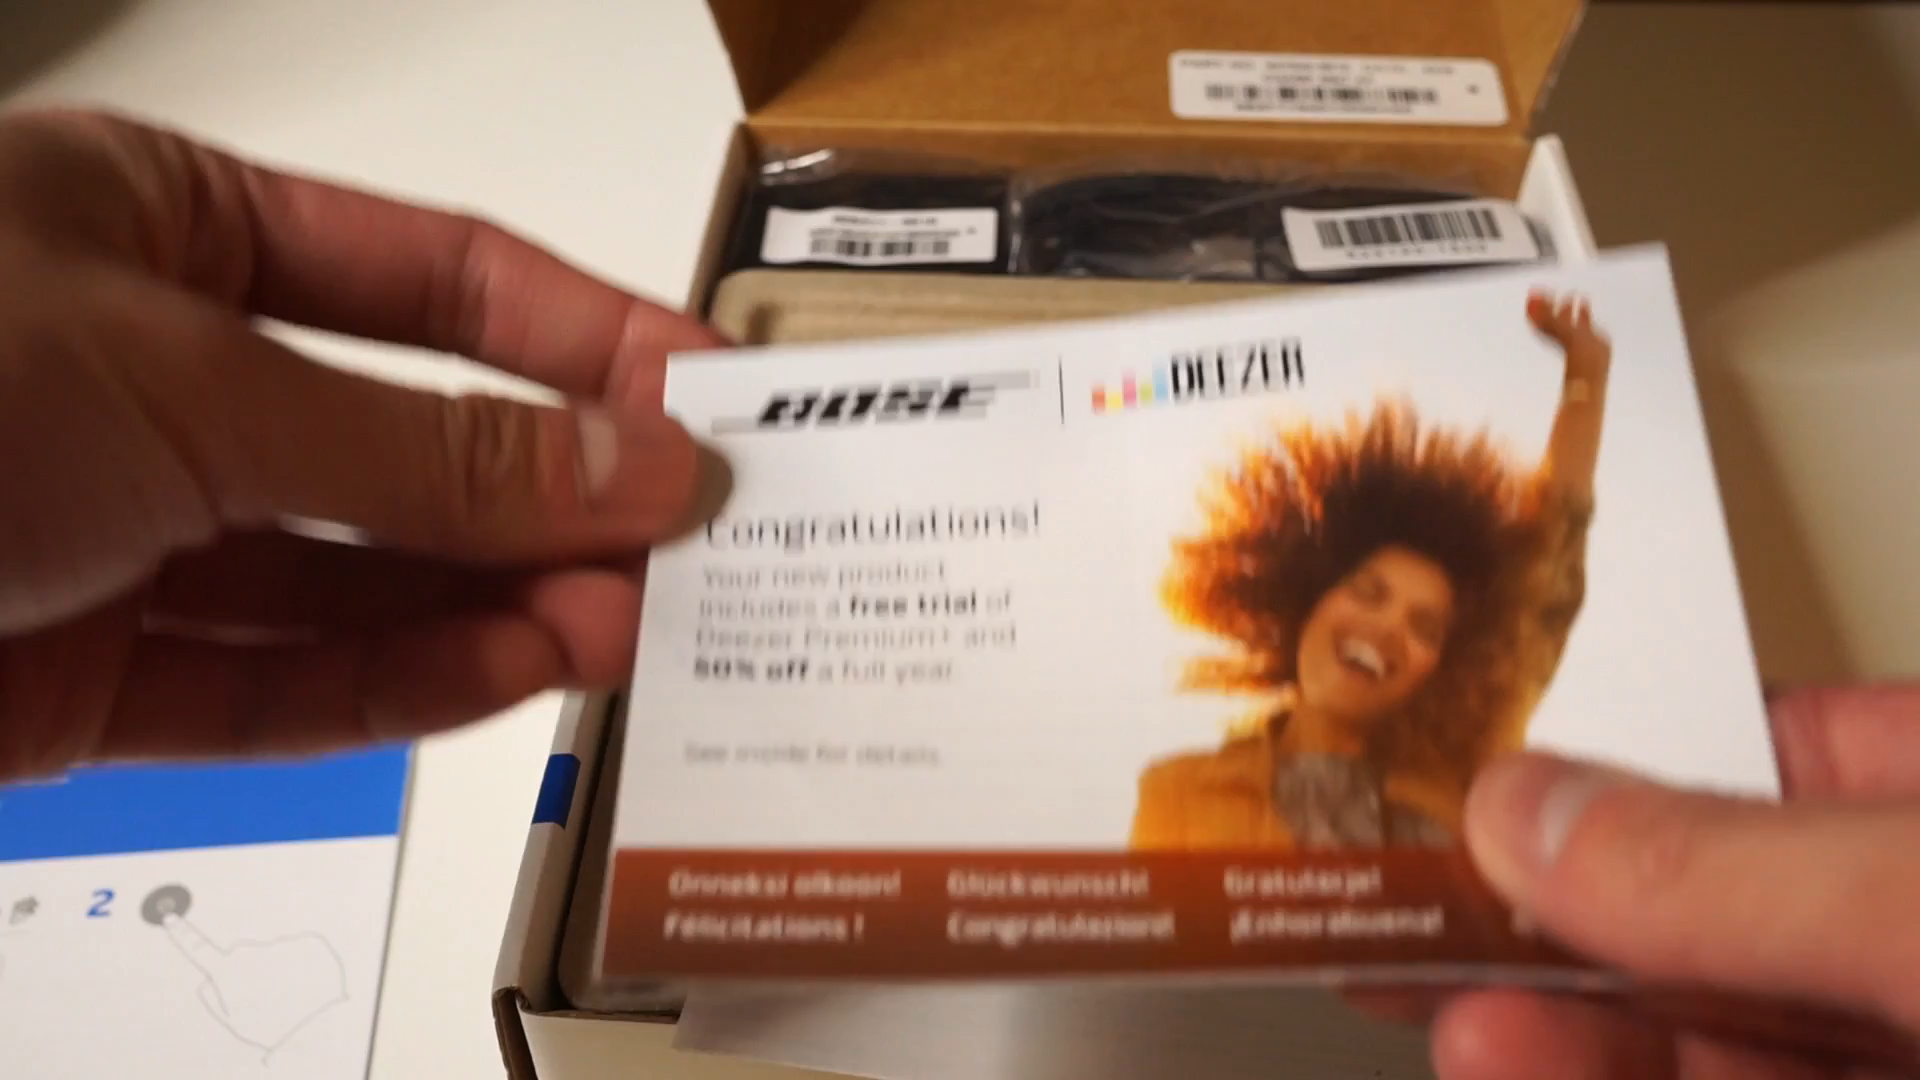 BOSE
DEEZER
Congratulations!
Your new product
includes a free trial of
Deezer Premium+ and
50% off a full year.
See inside for details.
Onneksi olkoon!
Glückwunsch!
Gratulacje!
Félicitations !
Congratulazioni!
¡Enhorabuena!
2